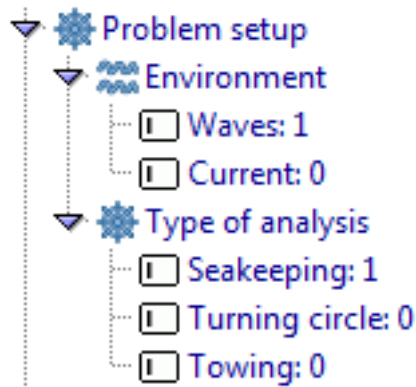 Problem setup
Environment
Waves: 1
Current: 0
Type of analysis
Seakeeping: 1
Turning circle: 0
Towing: 0